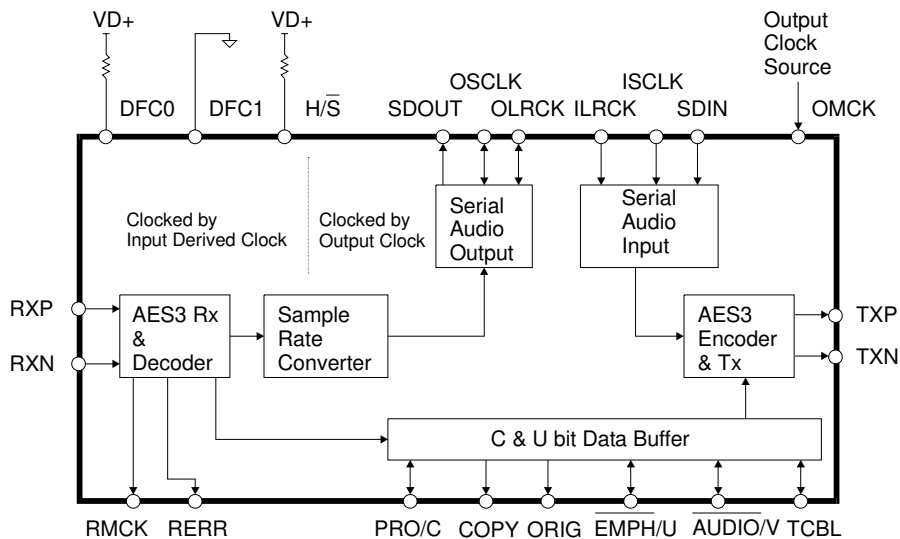 VD+
VD+
Output
Clock
Source
DFC0
DFC1
H/S̅
OSCLK
SDOUT
OLRCK
ISCLK
ILRCK
SDIN
OMCK
Clocked by
Input Derived Clock
Clocked by
Output Clock
Serial
Audio
Output
Serial
Audio
Input
RXP
RXN
AES3 Rx
&
Decoder
Sample
Rate
Converter
AES3
Encoder
& Tx
TXP
TXN
C & U bit Data Buffer
RMCK
RERR
PRO/C
COPY
ORIG
E̅M̅P̅H̅/U
A̅U̅D̅I̅O̅/V
TCBL